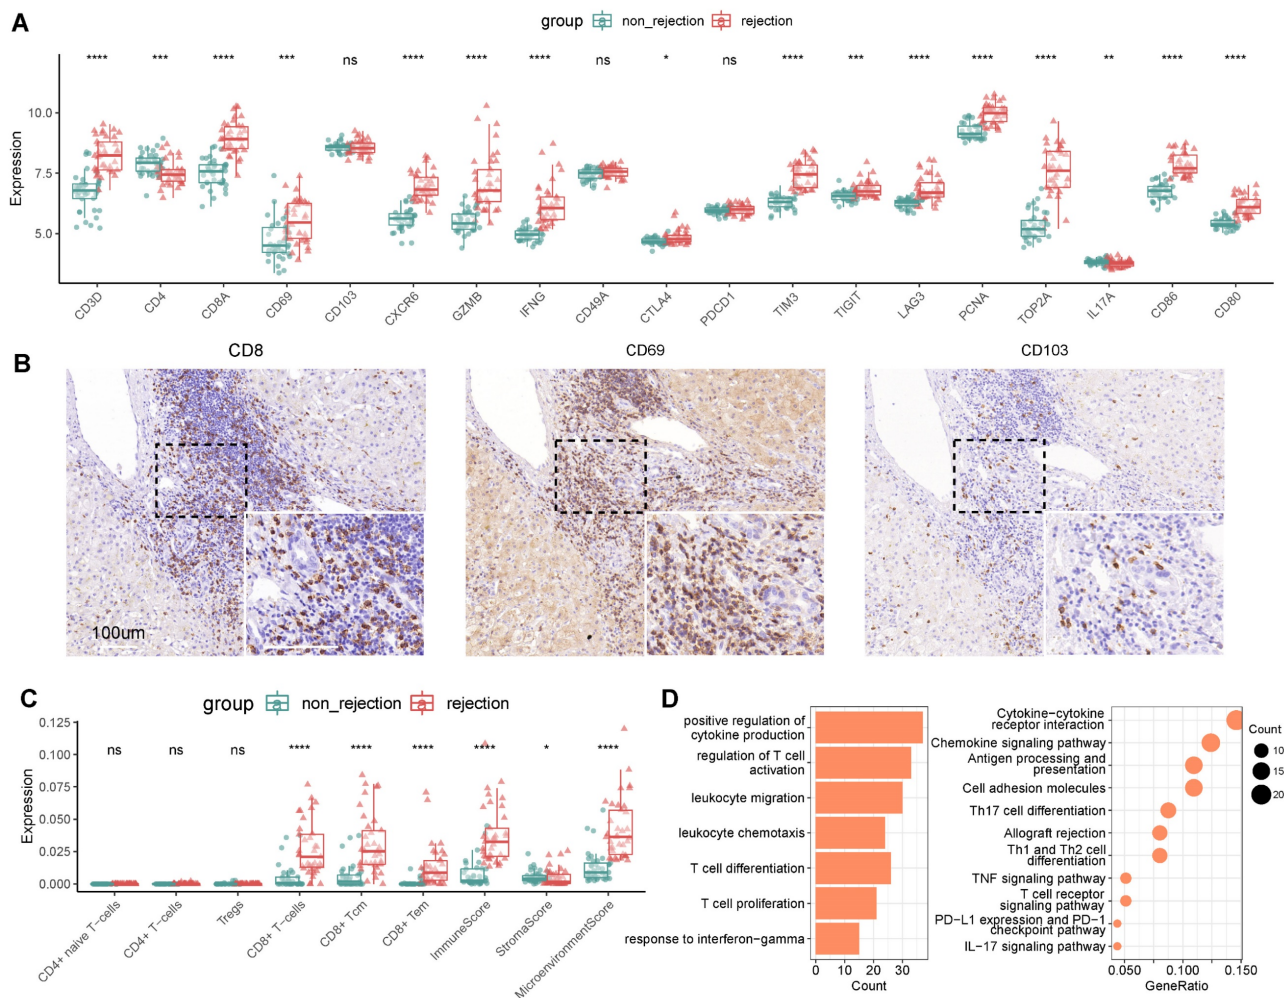 A
group non_rejection rejection
**** *** **** *** ns **** **** **** ns * ns **** *** **** **** **** ** **** ****
Expression
10.0
7.5
5.0
CD3D CD4 CD8A CD69 CD103 CXCR6 GZMB IFNG CD49A CTLA4 PDCD1 TIM3 TIGIT LAG3 PCNA TOP2A IL17A CD86 CD80
B
CD8 CD69 CD103
100um
C
group non_rejection rejection
ns ns ns **** **** **** **** * ****
Expression
0.125
0.100
0.075
0.050
0.025
0.000
CD4+ naive T-cells CD4+ T-cells Tregs CD8+ T-cells CD8+ Tcm CD8+ Tem ImmuneScore StromaScore MicroenvironmentScore
D
positive regulation of
cytokine production
regulation of T cell
activation
leukocyte migration
leukocyte chemotaxis
T cell differentiation
T cell proliferation
response to interferon-gamma
0 10 20 30
Count
Cytokine-cytokine
receptor interaction
Chemokine signaling pathway
Antigen processing and
presentation
Cell adhesion molecules
Th17 cell differentiation
Allograft rejection
Th1 and Th2 cell
differentiation
TNF signaling pathway
T cell receptor
signaling pathway
PD-L1 expression and PD-1
checkpoint pathway
IL-17 signaling pathway
0.050 0.100 0.150
GeneRatio
Count
10
15
20